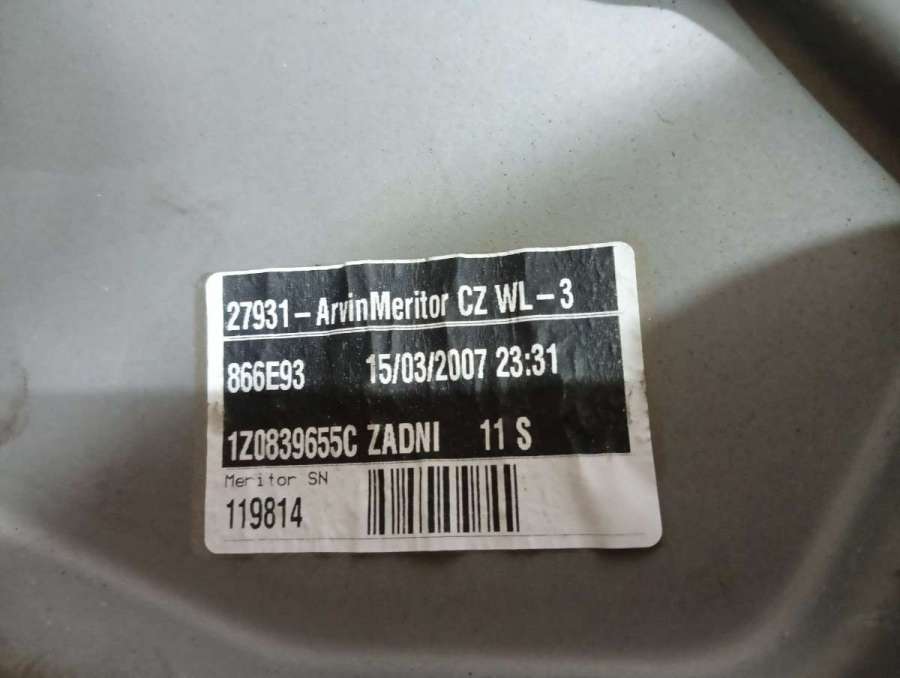 27931-ArvinMeritor CZ WL-3
866E93 15/03/2007 23:31
1Z0839655C ZADNI 11 S
Meritor SN
119814